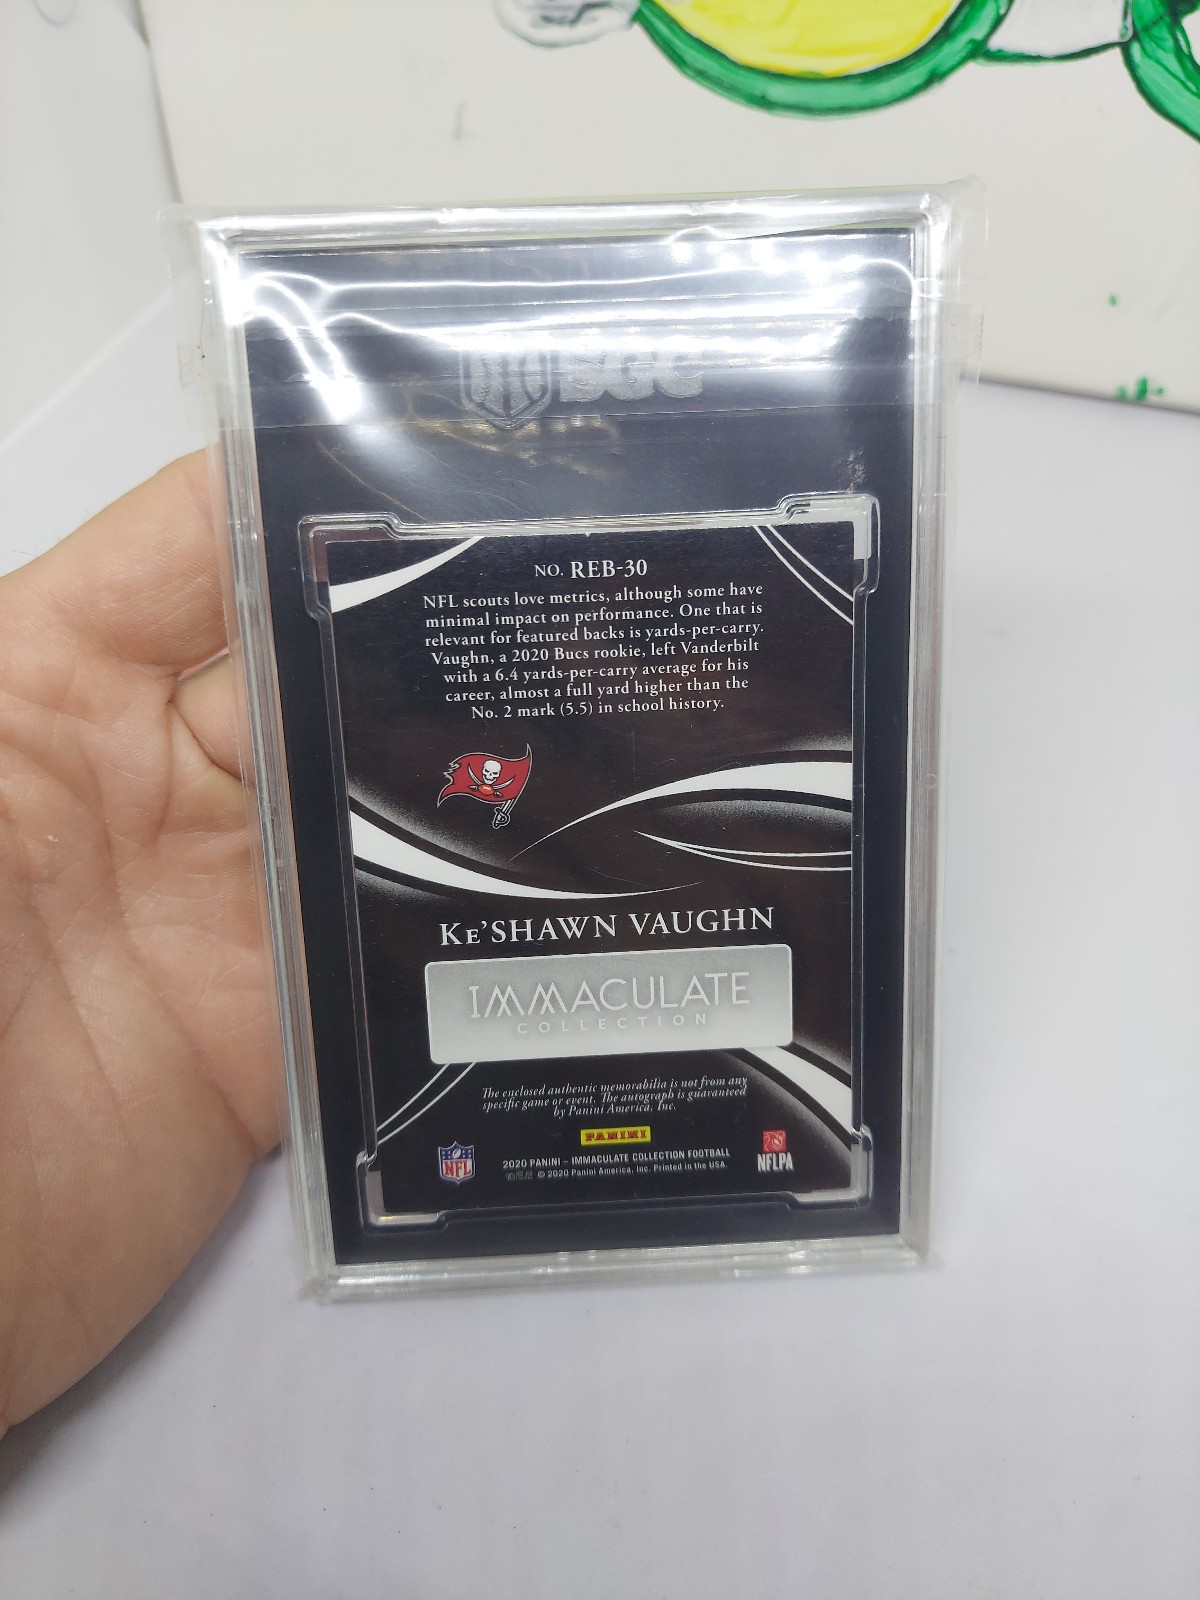 SGC
NO. REB-30
NFL scouts love metrics, although some have
minimal impact on performance. One that is
relevant for featured backs is yards-per-carry.
Vaughn, a 2020 Bucs rookie, left Vanderbilt
with a 6.4 yards-per-carry average for his
career, almost a full yard higher than the
No. 2 mark (5.5) in school history.
KE'SHAWN VAUGHN
IMMACULATE
COLLECTION
The enclosed authentic memorabilia is not from any
specific game or event. The autograph is guaranteed
by Panini America, Inc.
PANINI
NFL
2020 PANINI – IMMACULATE COLLECTION FOOTBALL
© 2020 Panini America, Inc. Printed in the USA.
NFLPA